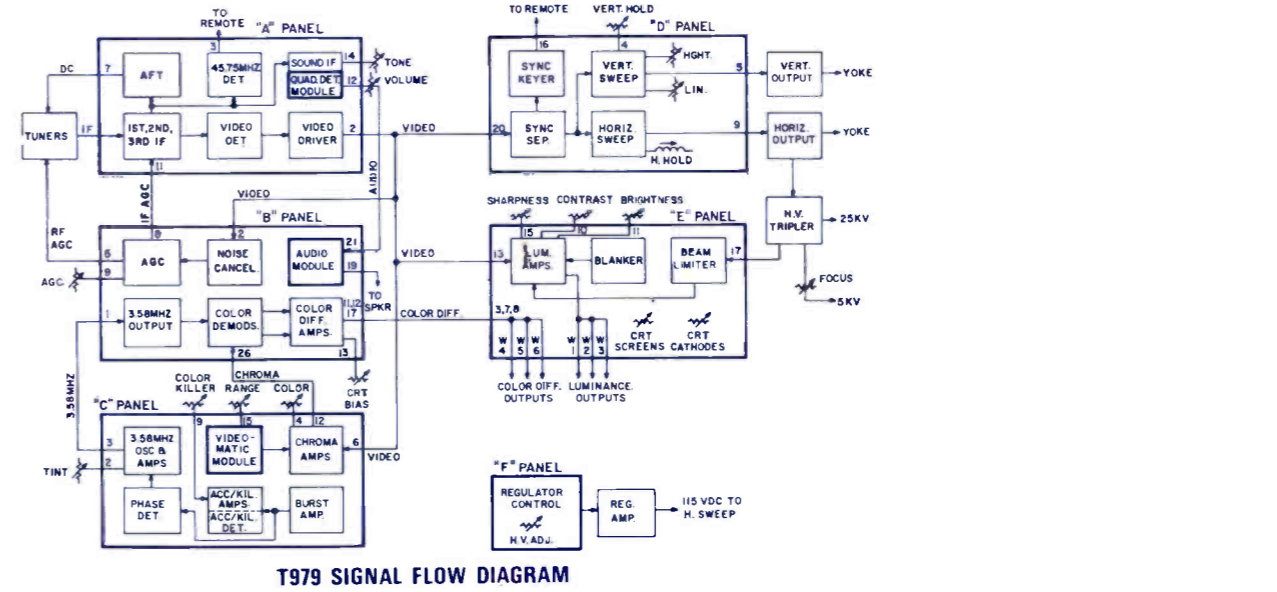 TO REMOTE
"A" PANEL
3
DC
7
AFT
45.75MHZ DET
SOUND IF
QUAD. DET. MODULE
14
TONE
12
VOLUME
TUNERS
IF
1ST, 2ND, 3RD IF
VIDEO DET
VIDEO DRIVER
2
VIDEO
11
IF AGC
AUDIO
VIDEO
"B" PANEL
RF AGC
8
2
6
9
AGC
AGC
NOISE CANCEL.
AUDIO MODULE
21
19
TO SPKR
VIDEO
1
3.58MHZ OUTPUT
COLOR DEMODS.
COLOR DIFF. AMPS.
11,12
17
COLOR DIFF.
26
13
CHROMA
CRT BIAS
3.58MHZ
COLOR KILLER
RANGE
COLOR
"C" PANEL
9
15
4
12
3
2
TINT
3.58MHZ OSC & AMPS
VIDEO-MATIC MODULE
CHROMA AMPS
6
VIDEO
PHASE DET.
ACC/KIL. AMPS
ACC/KIL. DET.
BURST AMP.
TO REMOTE
VERT. HOLD
"D" PANEL
16
4
SYNC KEYER
VERT. SWEEP
HGHT.
LIN.
5
VERT. OUTPUT
YOKE
20
SYNC SEP.
HORIZ. SWEEP
H. HOLD
9
HORIZ. OUTPUT
YOKE
SHARPNESS
CONTRAST
BRIGHTNESS
"E" PANEL
15
10
11
13
LUM. AMPS.
BLANKER
BEAM LIMITER
17
H.V. TRIPLER
25KV
FOCUS
5KV
3,7,8
W 4
W 5
W 6
W 1
W 2
W 3
CRT SCREENS
CRT CATHODES
COLOR DIFF. OUTPUTS
LUMINANCE. OUTPUTS
"F" PANEL
REGULATOR CONTROL
H.V. ADJ.
REG. AMP.
115 VDC TO H. SWEEP
T979 SIGNAL FLOW DIAGRAM